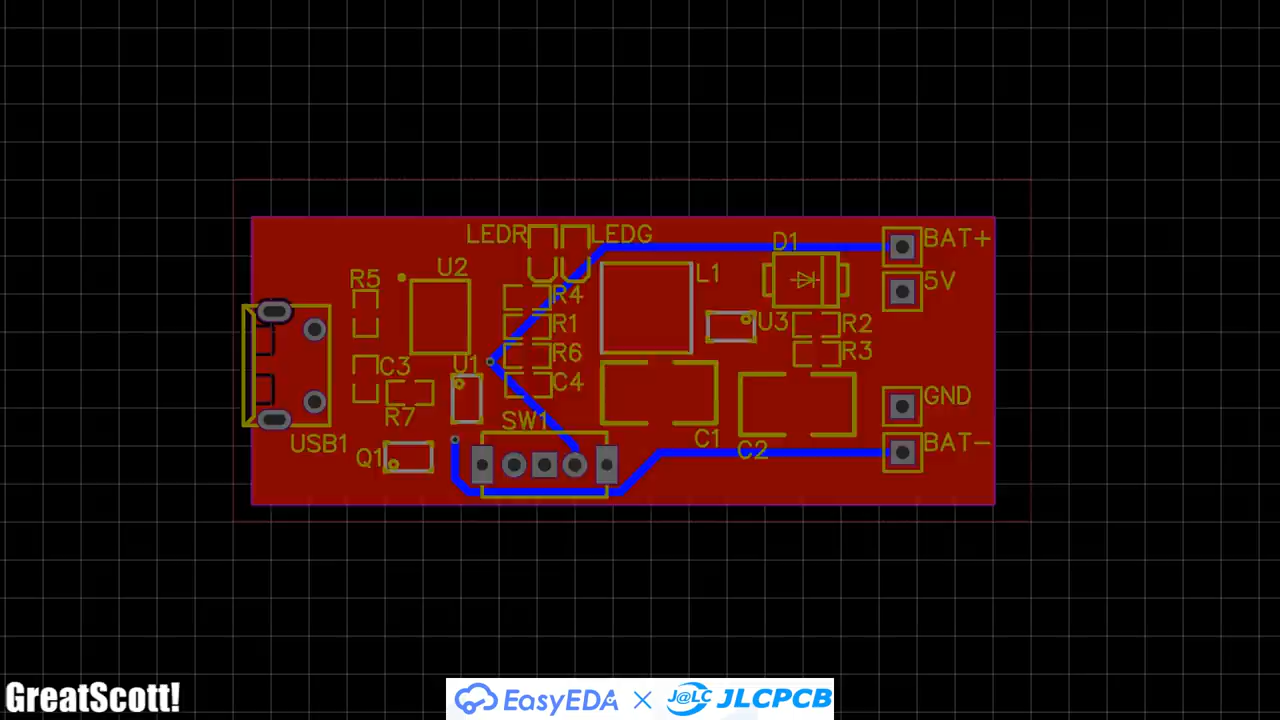 LEDR
LEDG
D1
BAT+
R5
U2
L1
5V
R4
R1
U3
R2
R6
R3
C3
U1
C4
GND
R7
SW1
USB1
Q1
C1
C2
BAT-
GreatScott!
EasyEDA × J@LC JLCPCB